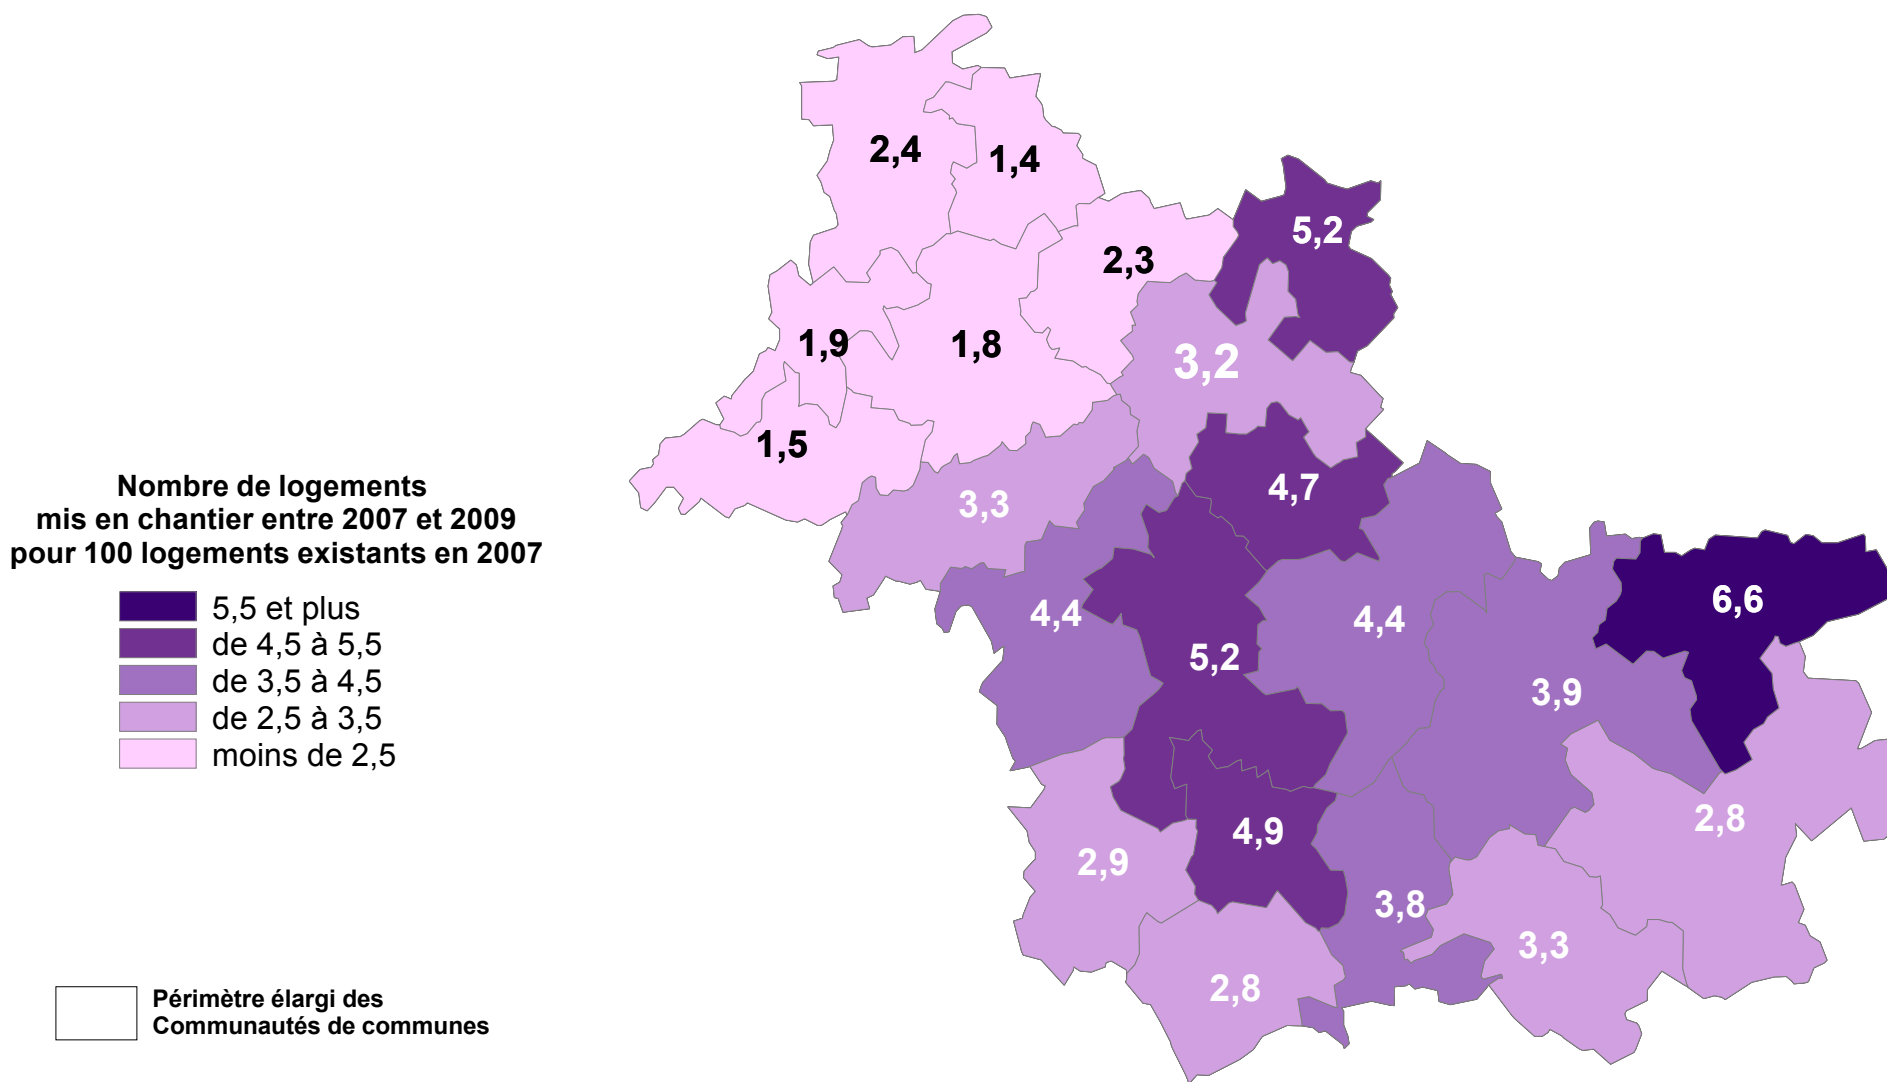 2,4
1,4
5,2
2,3
1,9
1,8
3,2
1,5
3,3
4,7
Nombre de logements
mis en chantier entre 2007 et 2009
pour 100 logements existants en 2007
5,5 et plus
de 4,5 à 5,5
de 3,5 à 4,5
de 2,5 à 3,5
moins de 2,5
4,4
5,2
4,4
3,9
6,6
2,9
4,9
3,8
2,8
3,3
2,8
Périmètre élargi des
Communautés de communes